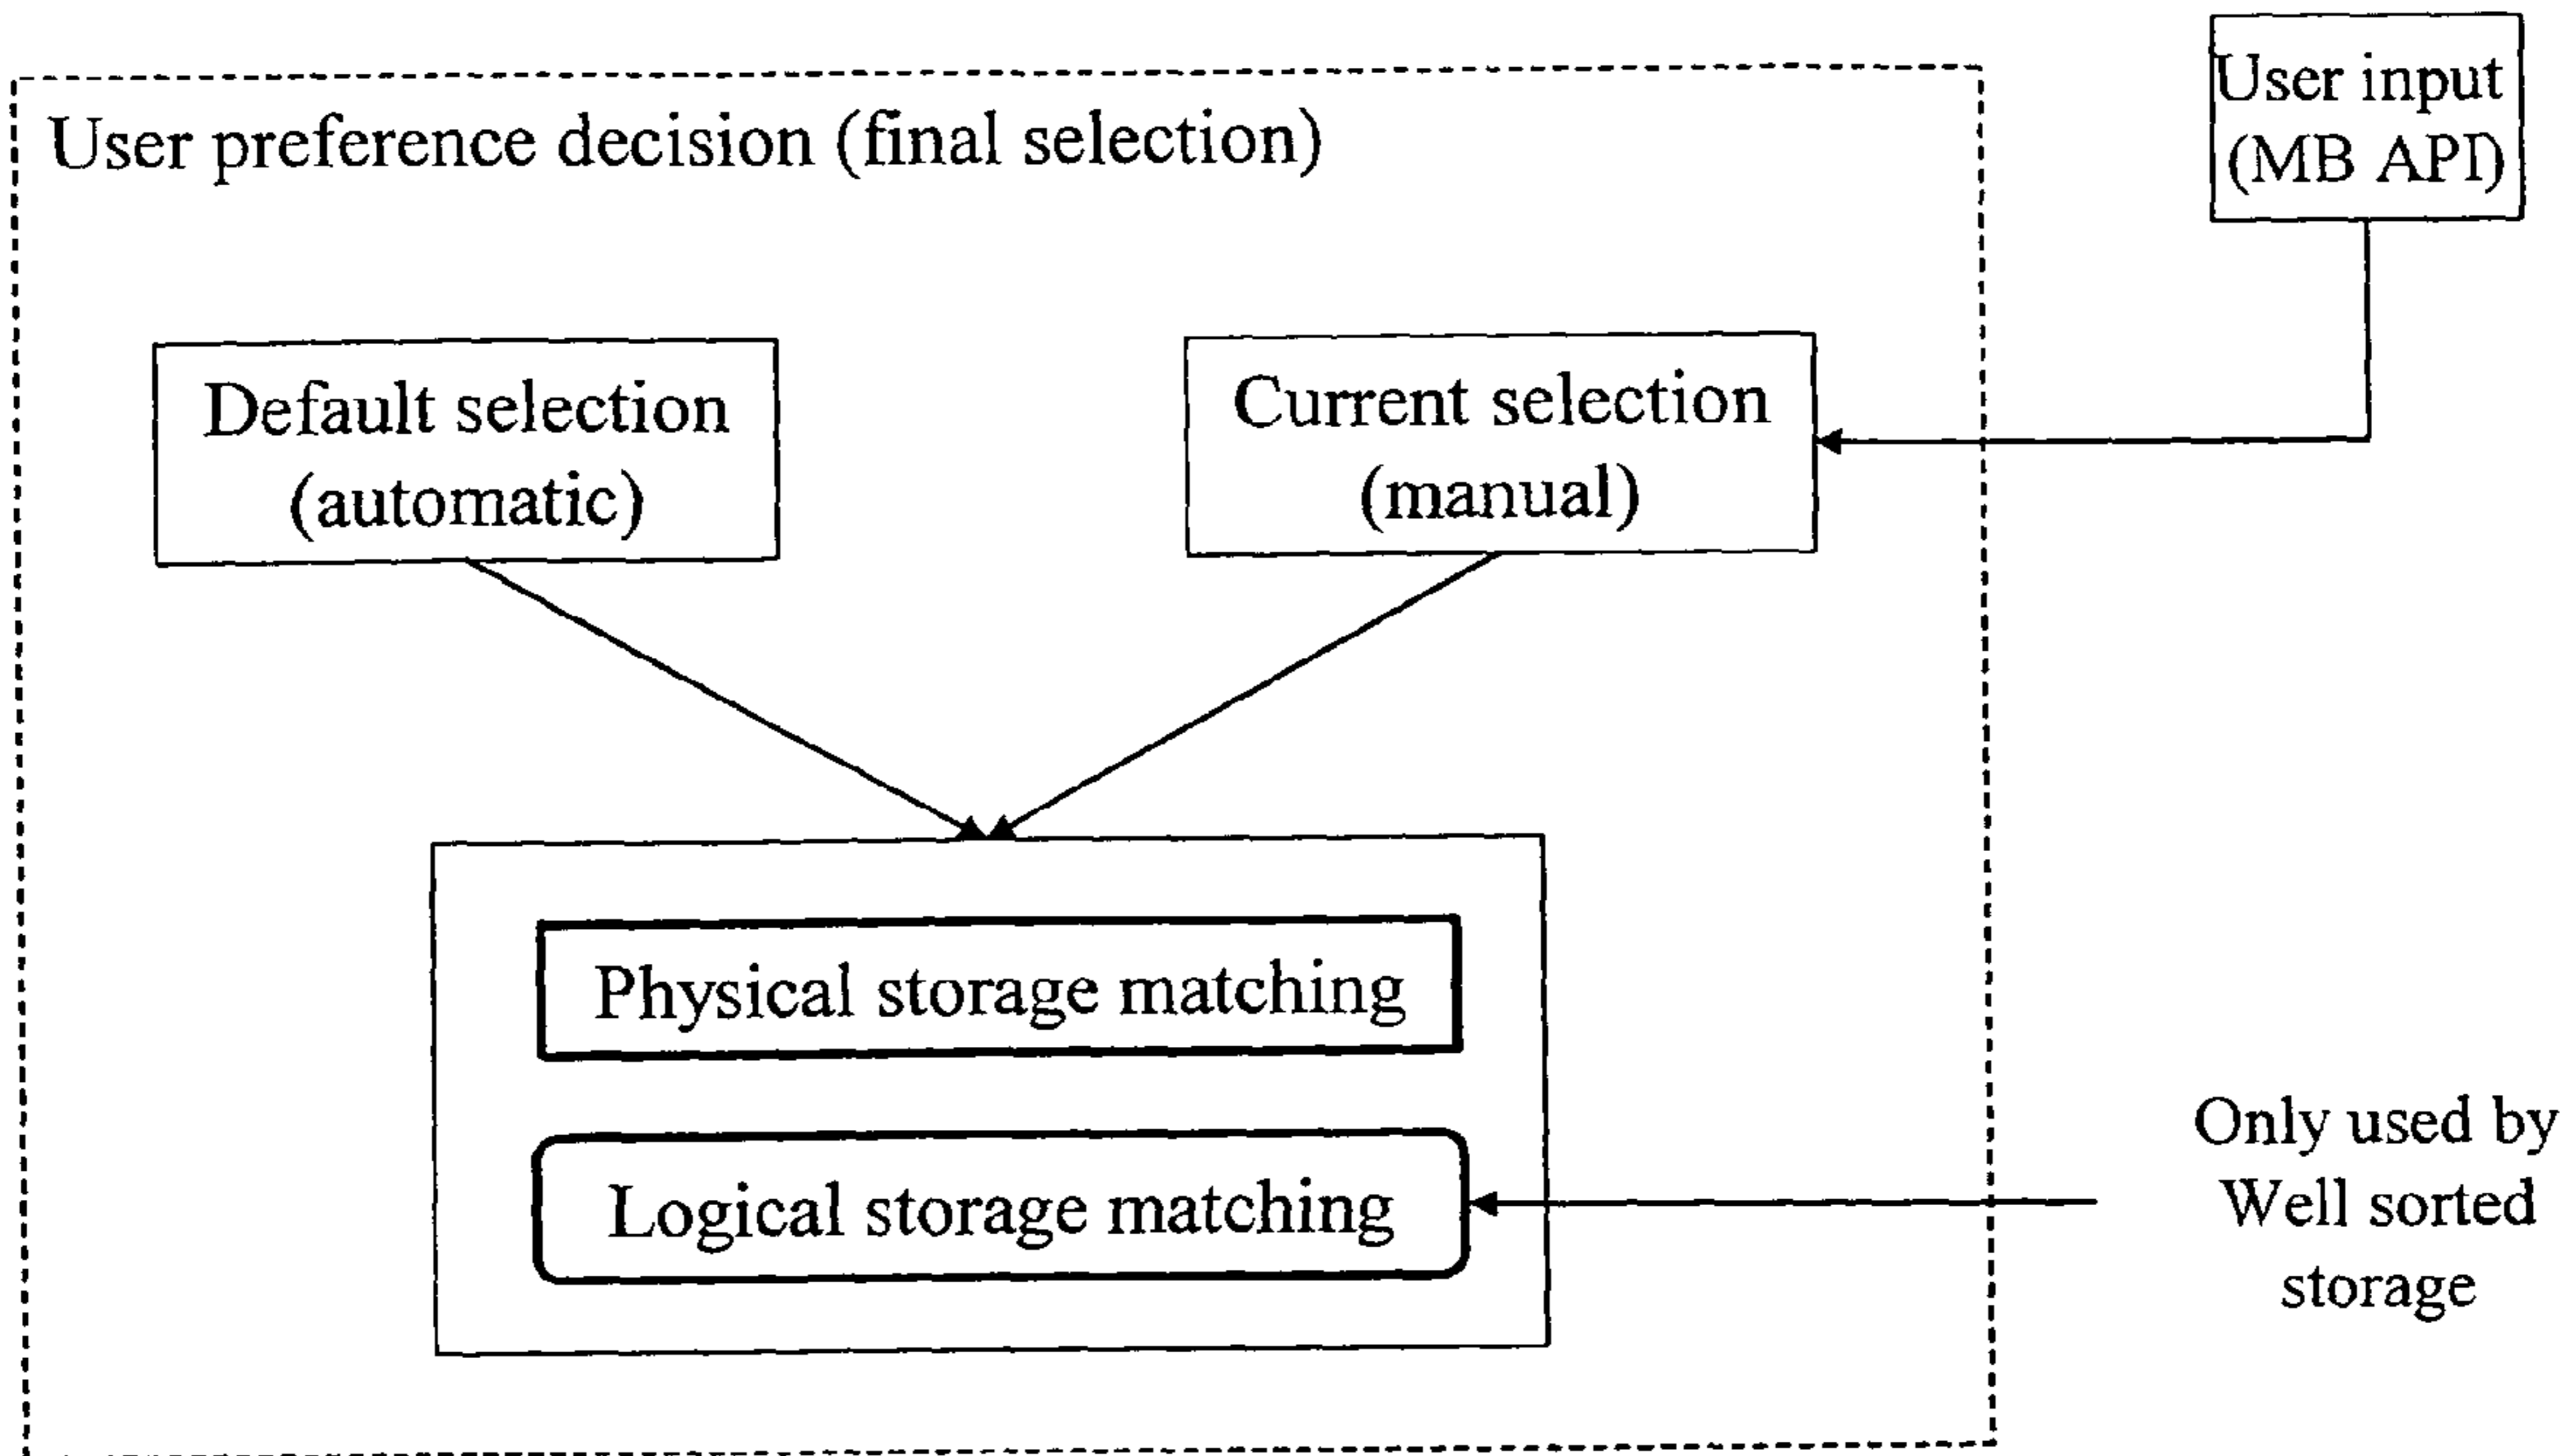 User input
(MB API)
User preference decision (final selection)
Default selection
(automatic)
Current selection
(manual)
Physical storage matching
Logical storage matching
Only used by
Well sorted
storage